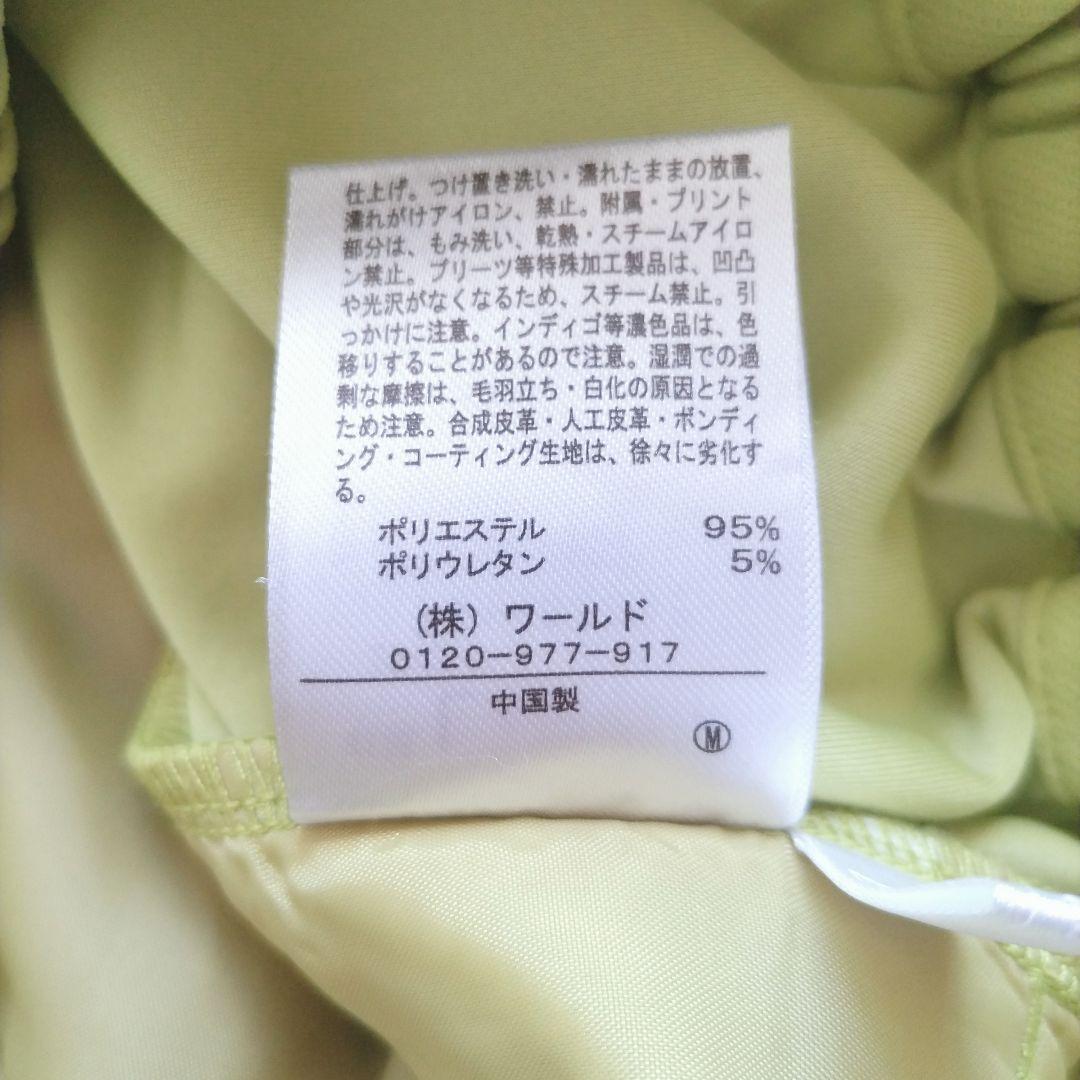 仕上げ。つけ置き洗い・濡れたままの放置、
濡れがけアイロン、禁止。附属・プリント
部分は、もみ洗い、乾熱・スチームアイロ
ン禁止。プリーツ等特殊加工製品は、凹凸
や光沢がなくなるため、スチーム禁止。引
っかけに注意。インディゴ等濃色品は、色
移りすることがあるので注意。湿潤での過
剰な摩擦は、毛羽立ち・白化の原因となる
ため注意。合成皮革・人工皮革・ボンディ
ング・コーティング生地は、徐々に劣化す
る。
ポリエステル 95%
ポリウレタン 5%
(株) ワールド
0120-977-917
中国製
Ⓜ